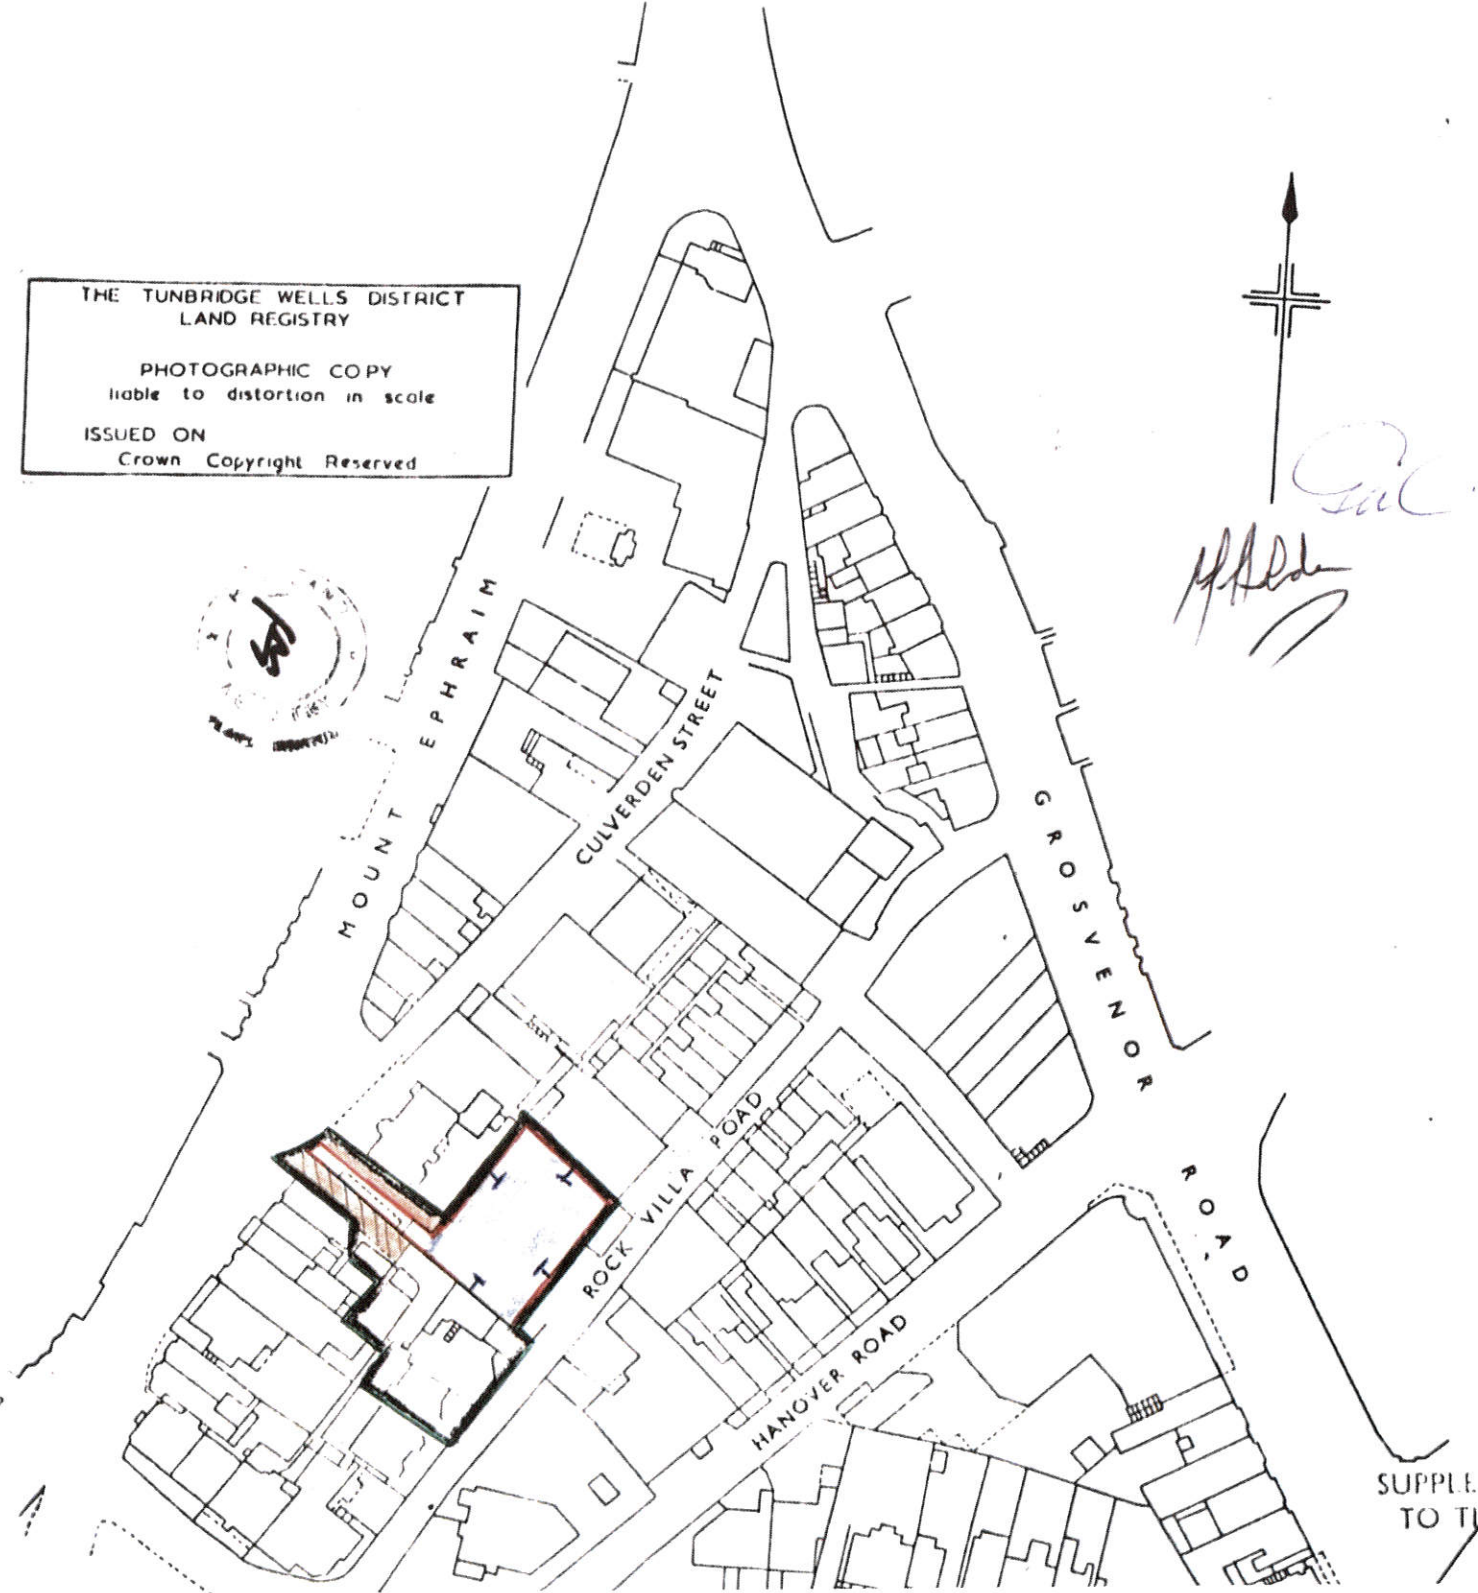 THE TUNBRIDGE WELLS DISTRICT
LAND REGISTRY
PHOTOGRAPHIC COPY
liable to distortion in scale
ISSUED ON
Crown Copyright Reserved
MOUNT EPHRAIM
CULVERDEN STREET
GROSVENOR ROAD
ROCK VILLA ROAD
HANOVER ROAD
SUPPLE
TO